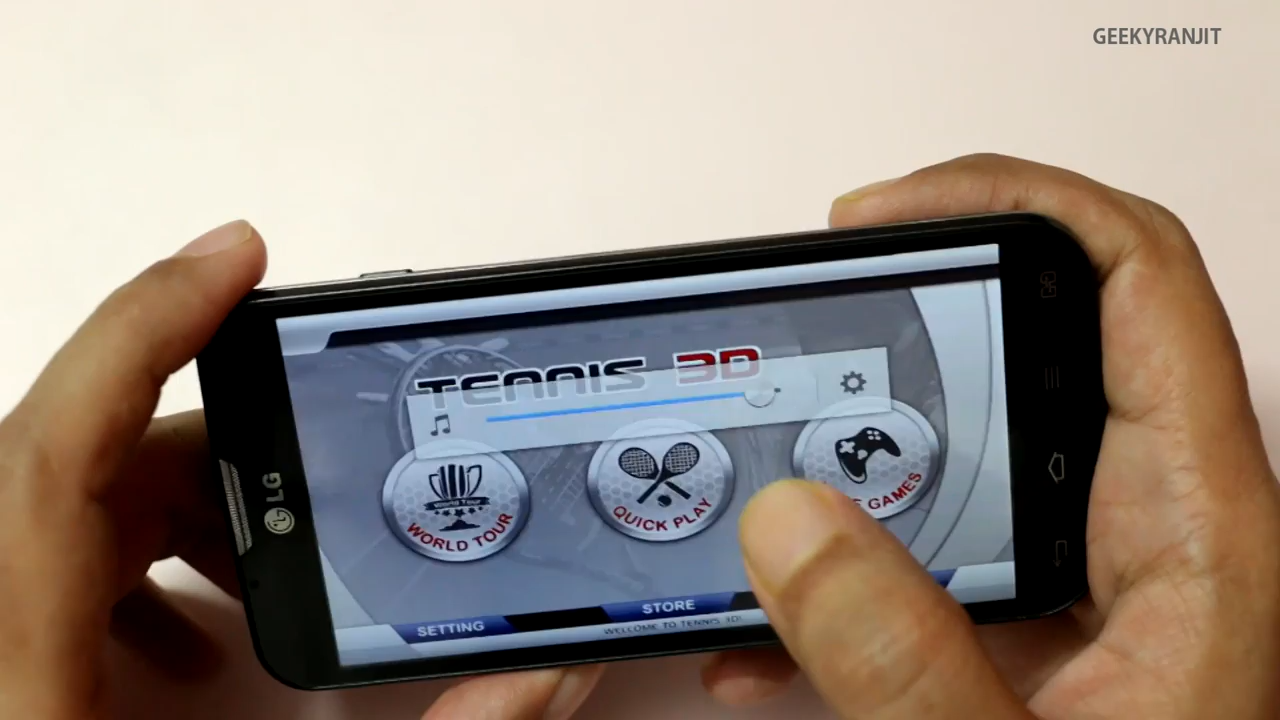 GEEKYRANJIT
LG
TENNIS 3D
World Tour
WORLD TOUR
QUICK PLAY
GAMES
SETTING
STORE
WELCOME TO TENNIS 3D!